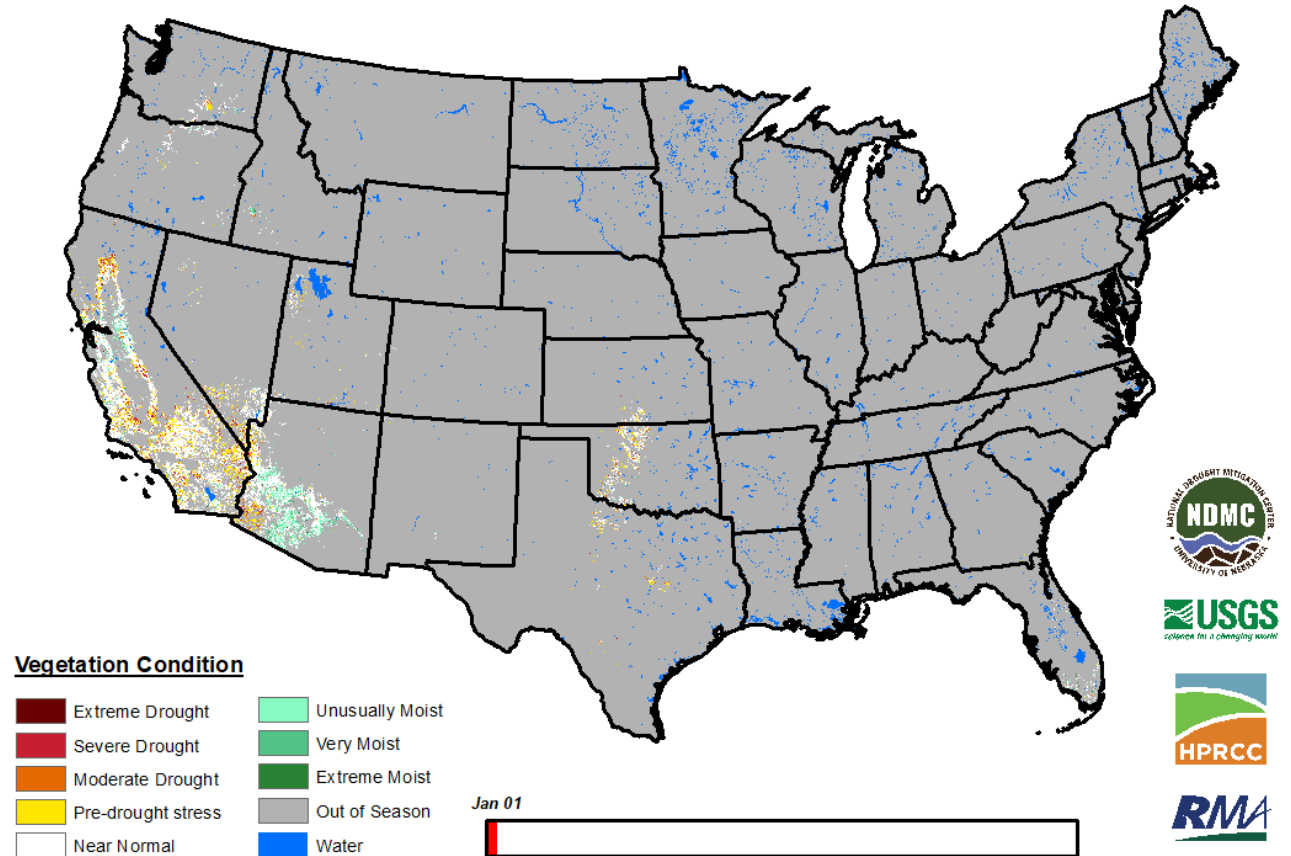 NATIONAL DROUGHT MITIGATION CENTER
NDMC
UNIVERSITY OF NEBRASKA
USGS
science for a changing world
HPRCC
RMA
Vegetation Condition
Extreme Drought
Severe Drought
Moderate Drought
Pre-drought stress
Near Normal
Unusually Moist
Very Moist
Extreme Moist
Out of Season
Water
Jan 01